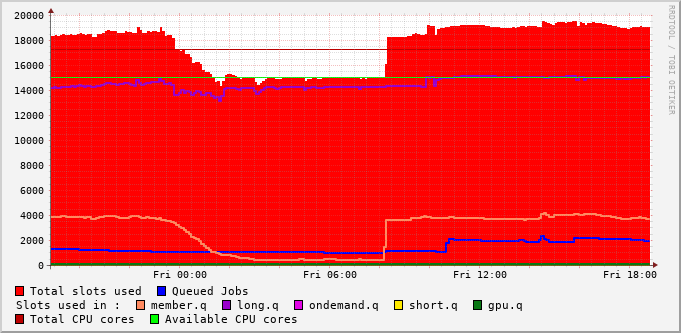 20000
18000
16000
14000
12000
10000
8000
6000
4000
2000
0
Fri 00:00 Fri 06:00 Fri 12:00 Fri 18:00
Total slots used Queued Jobs
Slots used in : member.q long.q ondemand.q short.q gpu.q
Total CPU cores Available CPU cores
RRDTOOL / TOBI OETIKER